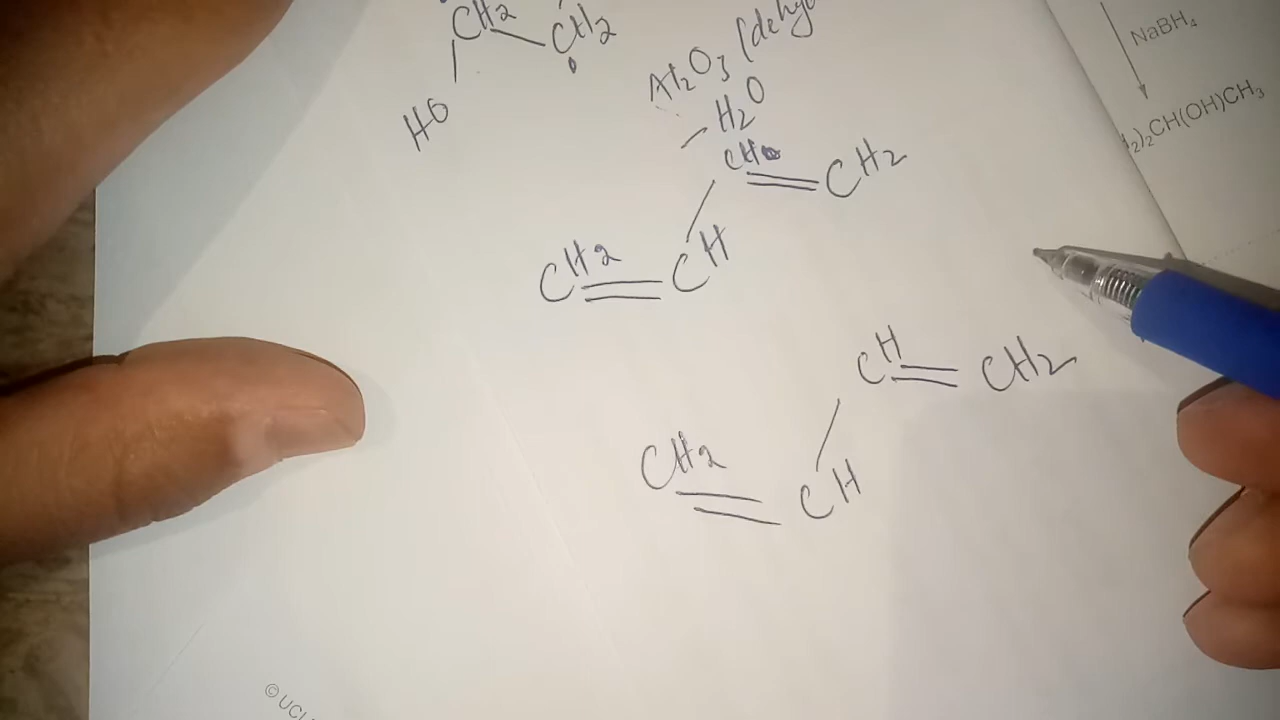 CH2 CH2
HO
Al2O3 (dehy
- H2O
CH = CH2
CH2 = CH
CH = CH2
CH2 = CH
NaBH4
2)2CH(OH)CH3
© UCL